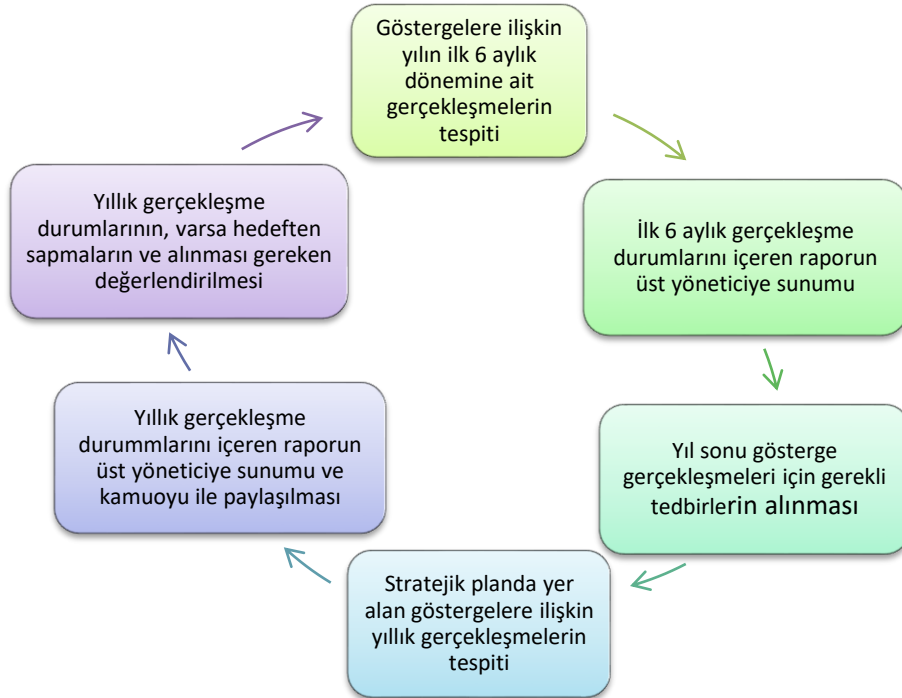 Göstergelere ilişkin
yılın ilk 6 aylık
dönemine ait
gerçekleşmelerin
tespiti
İlk 6 aylık gerçekleşme
durumlarını içeren raporun
üst yöneticiye sunumu
Yıl sonu gösterge
gerçekleşmeleri için gerekli
tedbirlerin alınması
Stratejik planda yer
alan göstergelere ilişkin
yıllık gerçekleşmelerin
tespiti
Yıllık gerçekleşme
durummlarını içeren raporun
üst yöneticiye sunumu ve
kamuoyu ile paylaşılması
Yıllık gerçekleşme
durumlarının, varsa hedeften
sapmaların ve alınması gereken
değerlendirilmesi